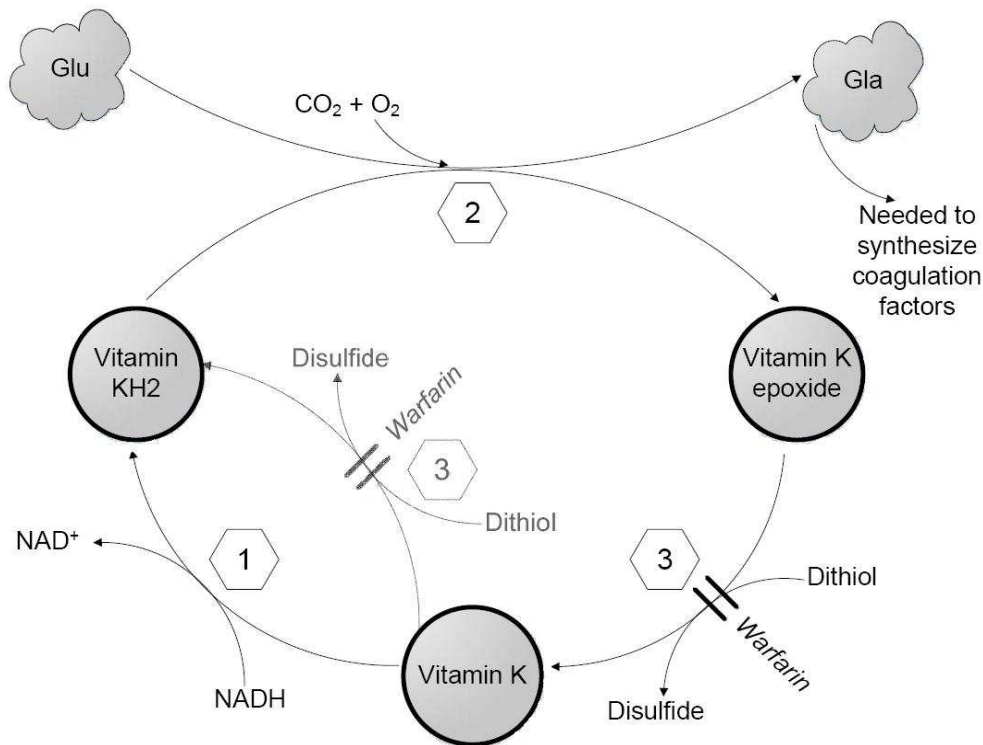 Glu
Gla
CO₂ + O₂
2
Needed to
synthesize
coagulation
factors
Vitamin
KH2
Disulfide
Warfarin
3
Dithiol
Vitamin K
epoxide
NAD⁺
1
NADH
Vitamin K
3
Dithiol
Warfarin
Disulfide